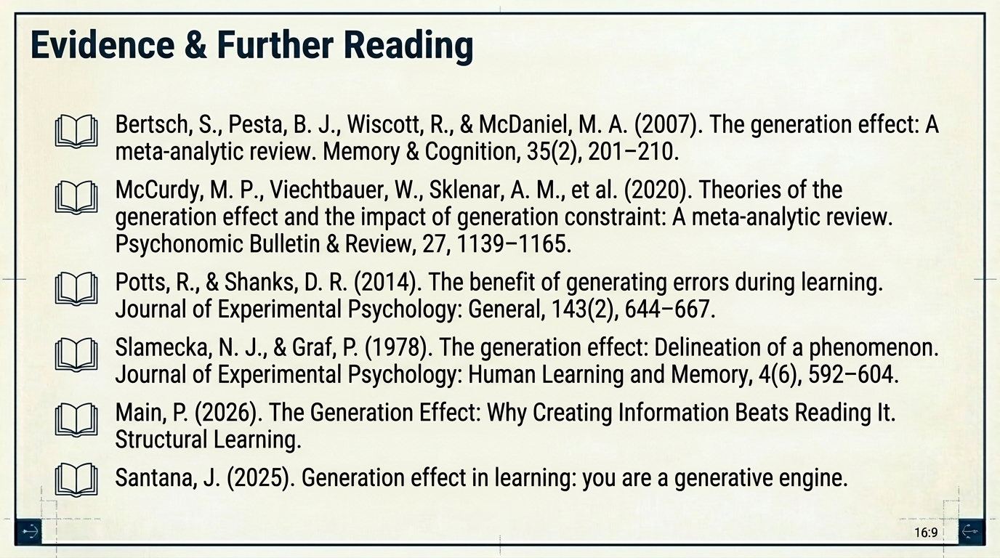 Evidence & Further Reading
Bertsch, S., Pesta, B. J., Wiscott, R., & McDaniel, M. A. (2007). The generation effect: A
meta-analytic review. Memory & Cognition, 35(2), 201–210.
McCurdy, M. P., Viechtbauer, W., Sklenar, A. M., et al. (2020). Theories of the
generation effect and the impact of generation constraint: A meta-analytic review.
Psychonomic Bulletin & Review, 27, 1139–1165.
Potts, R., & Shanks, D. R. (2014). The benefit of generating errors during learning.
Journal of Experimental Psychology: General, 143(2), 644–667.
Slamecka, N. J., & Graf, P. (1978). The generation effect: Delineation of a phenomenon.
Journal of Experimental Psychology: Human Learning and Memory, 4(6), 592–604.
Main, P. (2026). The Generation Effect: Why Creating Information Beats Reading It.
Structural Learning.
Santana, J. (2025). Generation effect in learning: you are a generative engine.
16:9